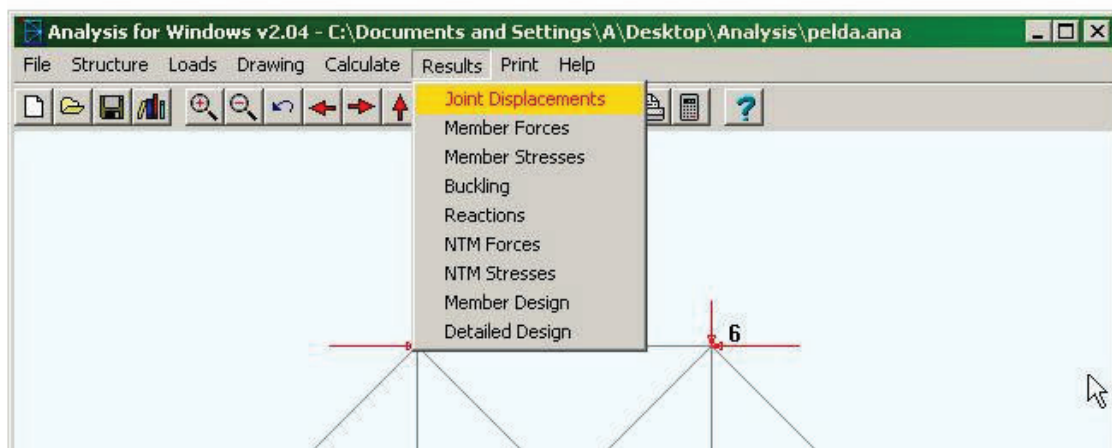 Analysis for Windows v2.04 - C:\Documents and Settings\A\Desktop\Analysis\pelda.ana
File Structure Loads Drawing Calculate Results Print Help
Joint Displacements
Member Forces
Member Stresses
Buckling
Reactions
NTM Forces
NTM Stresses
Member Design
Detailed Design
6